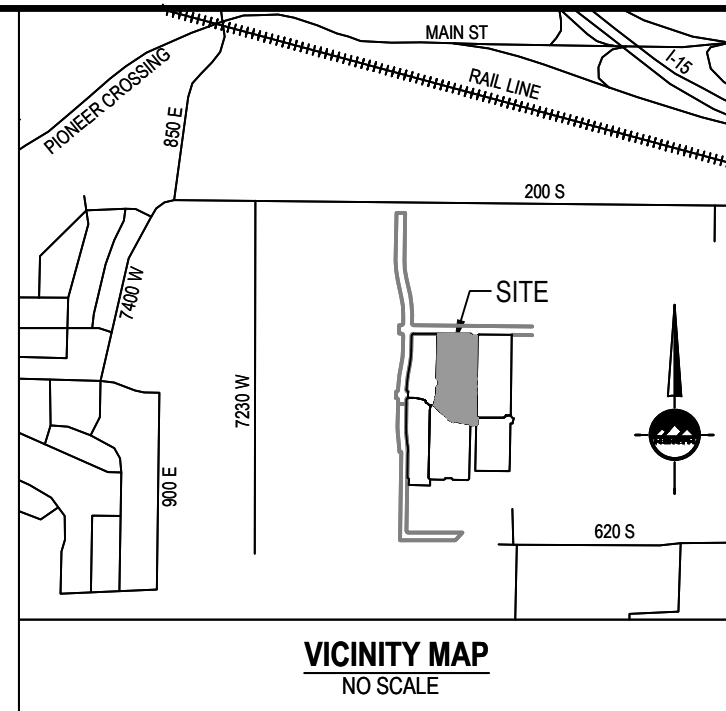 MAIN ST
I-15
PIONEER CROSSING
RAIL LINE
850 E
200 S
7400 W
SITE
7230 W
900 E
620 S
VICINITY MAP
NO SCALE